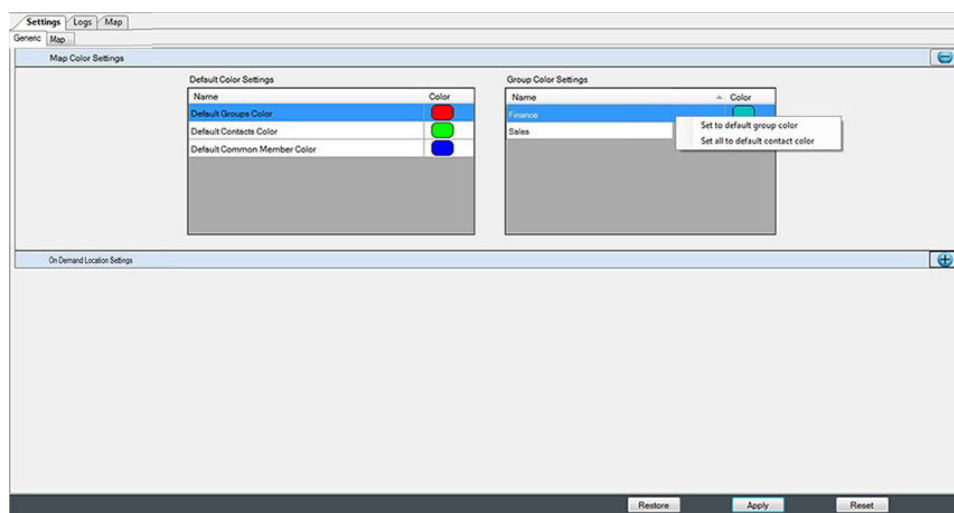 Settings Logs Map
Generic Map
Map Color Settings
Default Color Settings
Name Color
Default Groups Color
Default Contacts Color
Default Common Member Color
Group Color Settings
Name Color
Finance
Sales
Set to default group color
Set all to default contact color
On Demand Location Settings
Restore Apply Reset